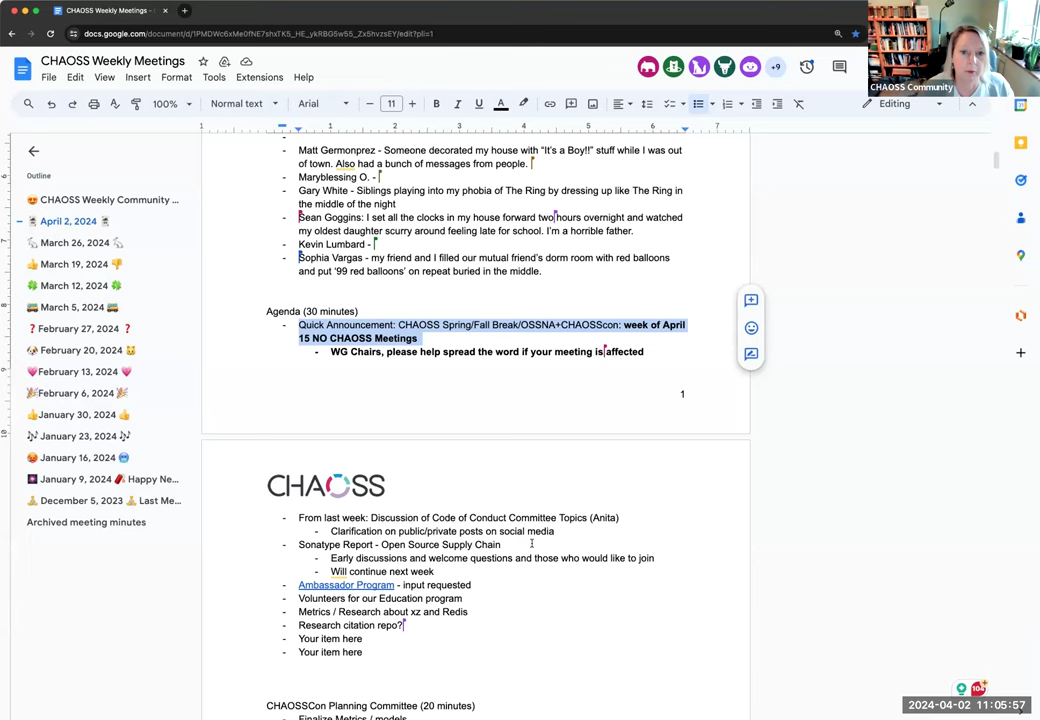 CHAOSS Weekly Meetings -
docs.google.com/document/d/1PMDWc6xMe0fNE7shxTK5_HE_ykRBG5w55_Zx5hvzsEY/edit?pli=1
CHAOSS Community
CHAOSS Weekly Meetings
File Edit View Insert Format Tools Extensions Help
+9
100% Normal text Arial 11 Editing
1 1 2 3 4 5 6 7
Outline
CHAOSS Weekly Community ...
April 2, 2024
March 26, 2024
March 19, 2024
March 12, 2024
March 5, 2024
February 27, 2024
February 20, 2024
February 13, 2024
February 6, 2024
January 30, 2024
January 23, 2024
January 16, 2024
January 9, 2024 Happy Ne...
December 5, 2023 Last Me...
Archived meeting minutes
-
- Matt Germonprez - Someone decorated my house with “It’s a Boy!!” stuff while I was out
of town. Also had a bunch of messages from people.
- Maryblessing O. -
- Gary White - Siblings playing into my phobia of The Ring by dressing up like The Ring in
the middle of the night
- Sean Goggins: I set all the clocks in my house forward two hours overnight and watched
my oldest daughter scurry around feeling late for school. I’m a horrible father.
- Kevin Lumbard -
- Sophia Vargas - my friend and I filled our mutual friend’s dorm room with red balloons
and put ‘99 red balloons’ on repeat buried in the middle.
Agenda (30 minutes)
- Quick Announcement: CHAOSS Spring/Fall Break/OSSNA+CHAOSScon: week of April
15 NO CHAOSS Meetings
- WG Chairs, please help spread the word if your meeting is affected
1
CHAOSS
- From last week: Discussion of Code of Conduct Committee Topics (Anita)
- Clarification on public/private posts on social media
- Sonatype Report - Open Source Supply Chain
- Early discussions and welcome questions and those who would like to join
- Will continue next week
- Ambassador Program - input requested
- Volunteers for our Education program
- Metrics / Research about xz and Redis
- Research citation repo?
- Your item here
- Your item here
CHAOSSCon Planning Committee (20 minutes)
- Finalize Metrics / models
104
2024-04-02 11:05:57